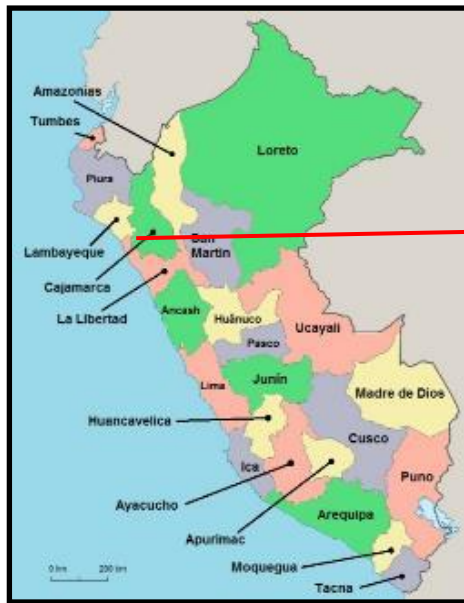 Amazonias
Tumbes
Loreto
Piura
Lambayeque
San
Martin
Cajamarca
La Libertad
Ancash
Huánuco
Ucayali
Pasco
Lima
Junín
Madre de Dios
Huancavelica
Cusco
Ica
Puno
Ayacucho
Arequipa
Apurimac
Moquegua
Tacna
0 km
200 km